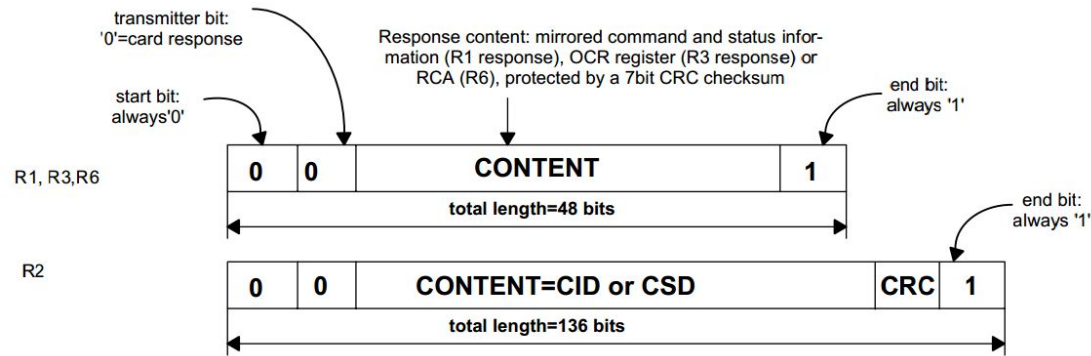 transmitter bit:
'0'=card response
Response content: mirrored command and status infor-
mation (R1 response), OCR register (R3 response) or
RCA (R6), protected by a 7bit CRC checksum
start bit:
always'0'
end bit:
always '1'
R1, R3,R6
0 0 CONTENT 1
total length=48 bits
end bit:
always '1'
R2
0 0 CONTENT=CID or CSD CRC 1
total length=136 bits